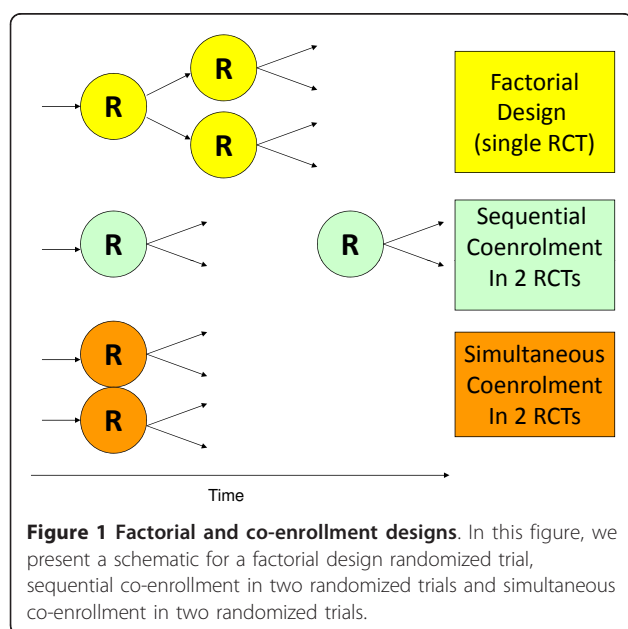 R
R
R
Factorial
Design
(single RCT)
R
R
Sequential
Coenrolment
In 2 RCTs
R
R
Simultaneous
Coenrolment
In 2 RCTs
Time
Figure 1 Factorial and co-enrollment designs. In this figure, we
present a schematic for a factorial design randomized trial,
sequential co-enrollment in two randomized trials and simultaneous
co-enrollment in two randomized trials.